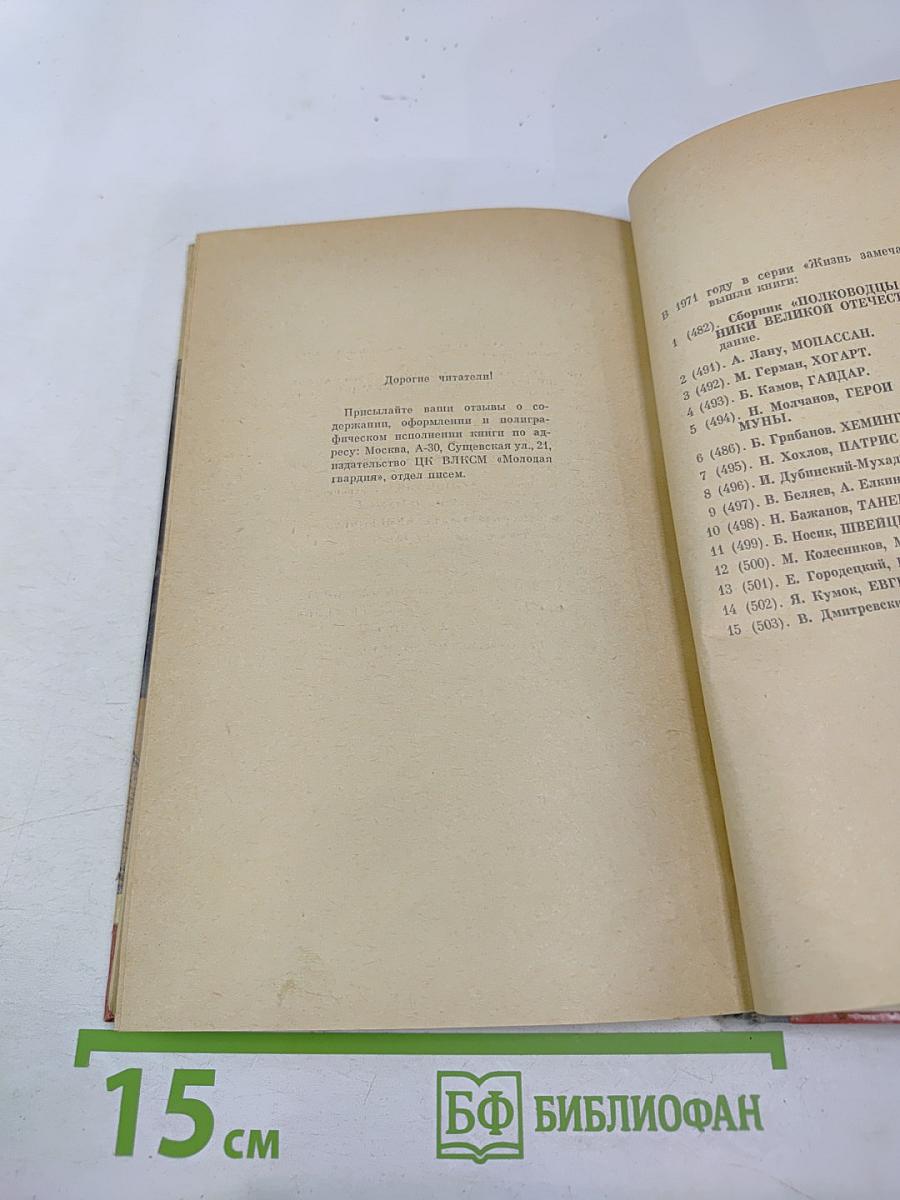 Дорогие читатели!
Присылайте ваши отзывы о со-
держании, оформлении и полигра-
фическом исполнении книги по ад-
ресу: Москва, А-30, Сущевская ул., 21,
издательство ЦК ВЛКСМ «Молодая
гвардия», отдел писем.
В 1971 году в серии «Жизнь замеча
вышли книги:
1 (482). Сборник «ПОЛКОВОДЦЫ
НИКИ ВЕЛИКОЙ ОТЕЧЕСТ
дание.
2 (491). А. Лану, МОПАССАН.
3 (492). М. Герман, ХОГАРТ.
4 (493). Б. Камов, ГАЙДАР.
5 (494). Н. Молчанов, ГЕРОИ
МУНЫ.
6 (486). Б. Грибанов, ХЕМИНГ
7 (495). Н. Хохлов, ПАТРИС
8 (496). И. Дубинский-Мухад
9 (497). В. Беляев, А. Елкин
10 (498). Н. Бажанов, ТАНЕ
11 (499). Б. Носик, ШВЕЙЦ
12 (500). М. Колесников, М
13 (501). Е. Городецкий,
14 (502). Я. Кумок, ЕВГ
15 (503). В. Дмитревски
15 см
БФ БИБЛИОФАН